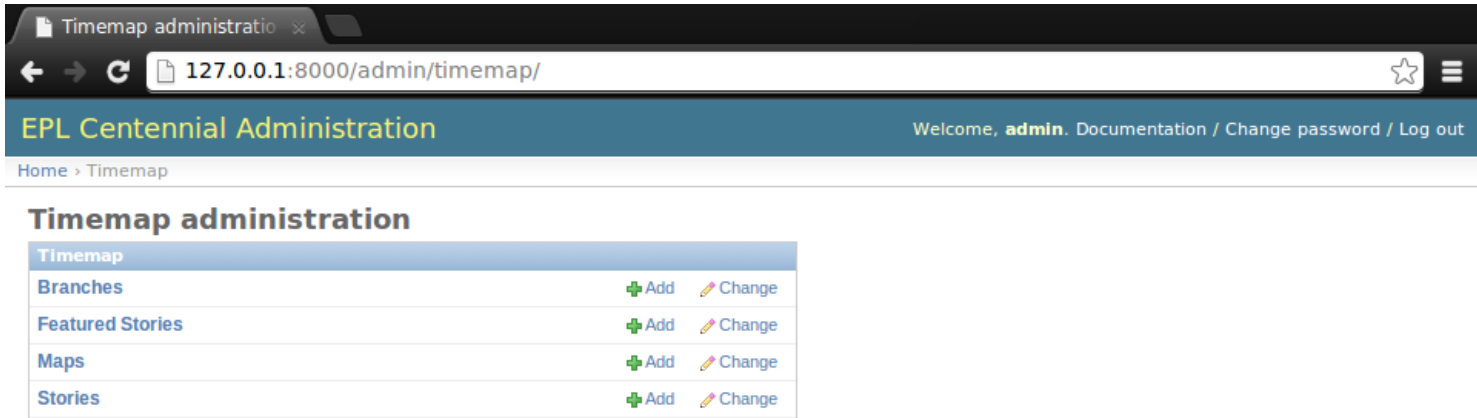 Timemap administratio
127.0.0.1:8000/admin/timemap/
EPL Centennial Administration
Welcome, admin. Documentation / Change password / Log out
Home › Timemap
Timemap administration
Timemap
Branches Add Change
Featured Stories Add Change
Maps Add Change
Stories Add Change